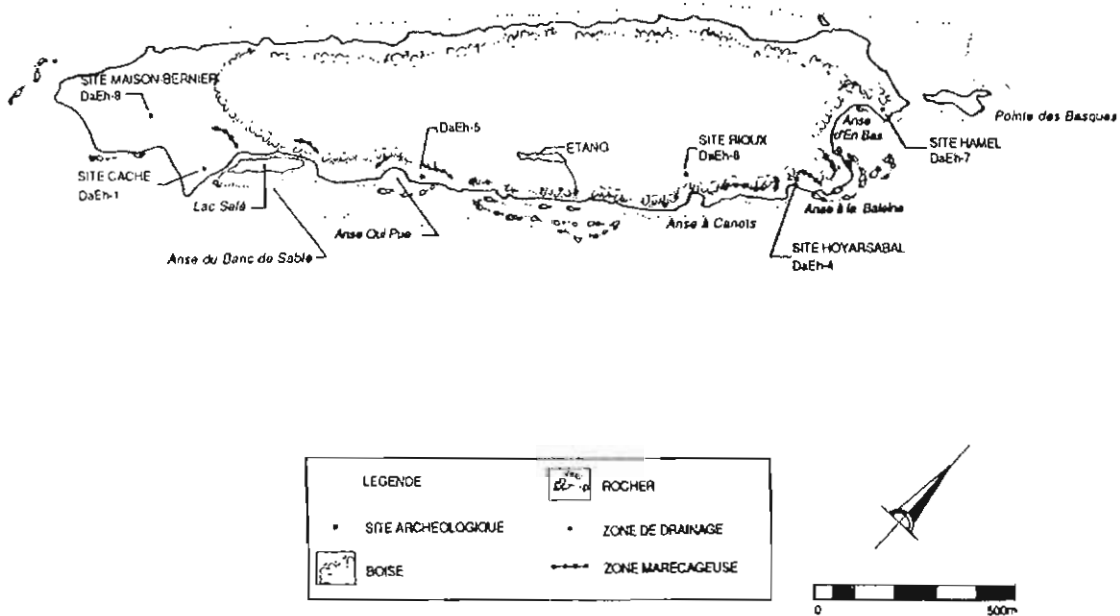 SITE MAISON-BERNIER
DaEh-8
SITE CACHE
DaEh-1
Lac Salé
Anse du Banc de Sable
DaEh-5
Anse Qui Pue
ETANG
SITE RIOUX
DaEh-6
Anse à Canots
Anse
d'En Bas
Pointe des Basques
SITE HAMEL
DaEh-7
Anse à la Baleine
SITE HOYARSABAL
DaEh-4
LEGENDE
SITE ARCHEOLOGIQUE
BOISE
ROCHER
ZONE DE DRAINAGE
ZONE MARECAGEUSE
0 500m